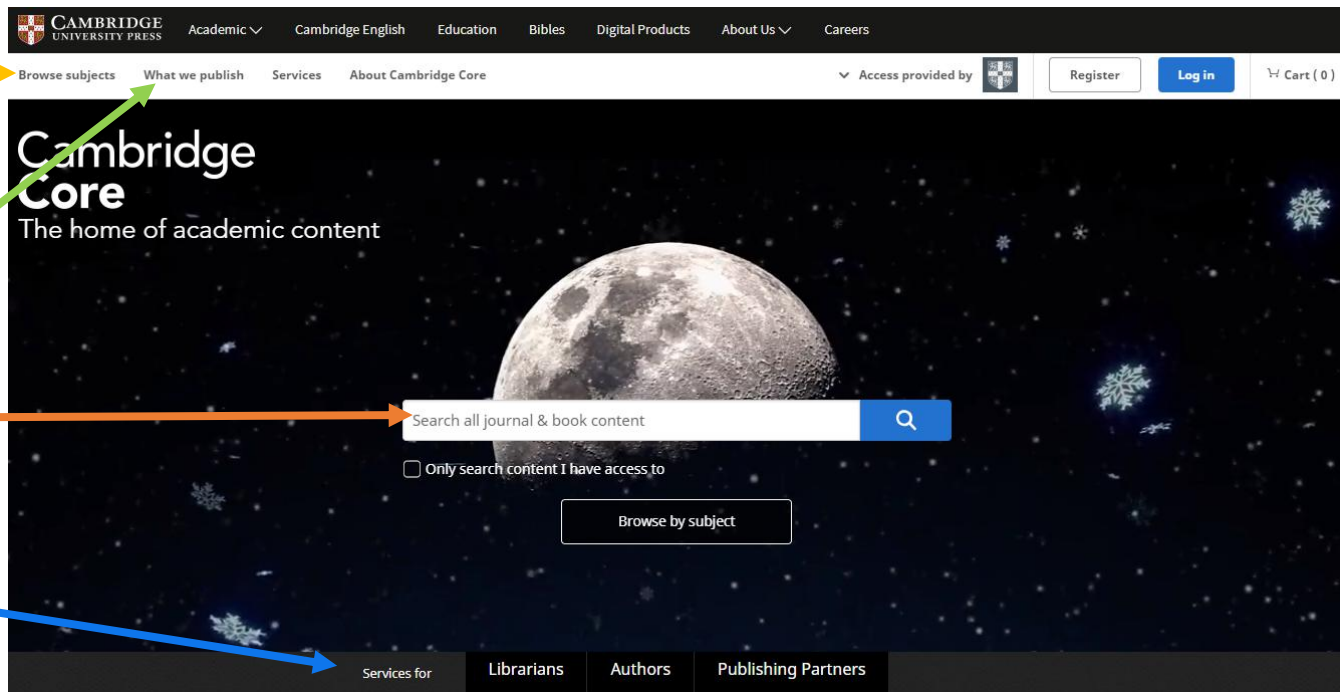 CAMBRIDGE
UNIVERSITY PRESS
Academic Cambridge English Education Bibles Digital Products About Us Careers
Browse subjects What we publish Services About Cambridge Core Access provided by Register Log in Cart ( 0 )
Cambridge
Core
The home of academic content
Search all journal & book content
Only search content I have access to
Browse by subject
Services for Librarians Authors Publishing Partners